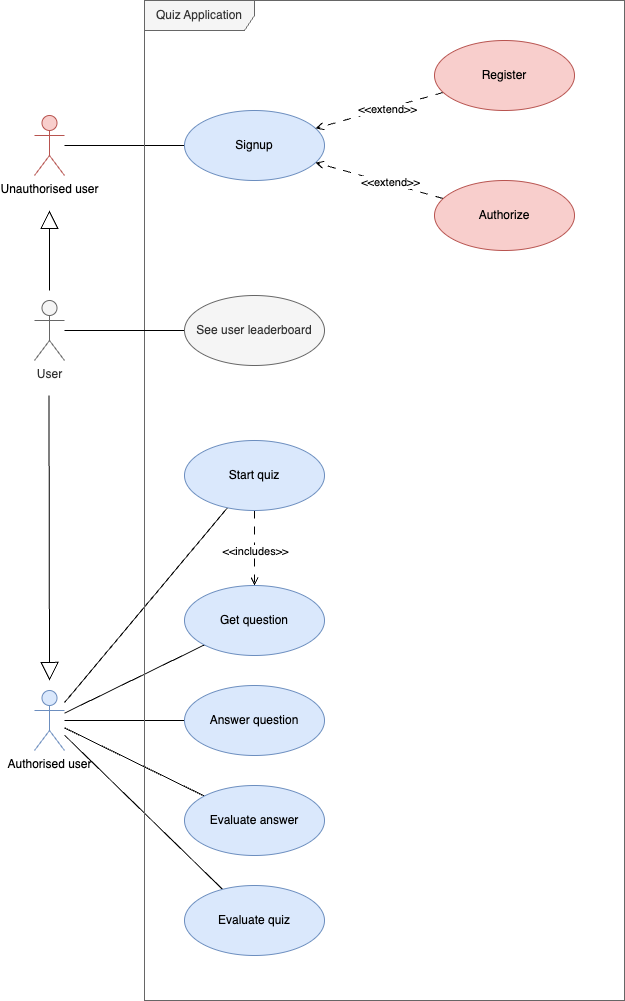 Quiz Application
Register
<<extend>>
Signup
Unauthorised user
<<extend>>
Authorize
See user leaderboard
User
Start quiz
<<includes>>
Get question
Answer question
Authorised user
Evaluate answer
Evaluate quiz